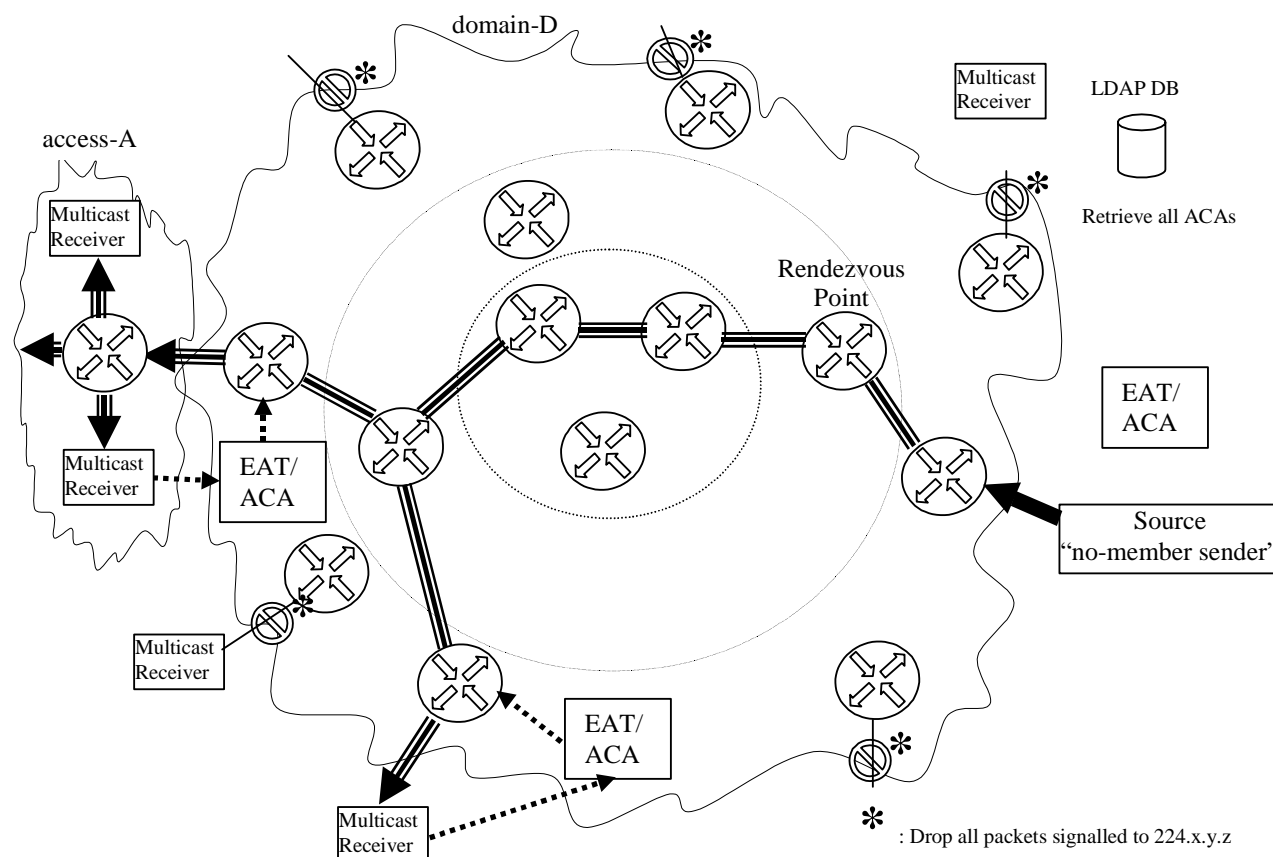 domain-D
Multicast
Receiver
LDAP DB
access-A
Multicast
Receiver
Retrieve all ACAs
Rendezvous
Point
EAT/
ACA
Multicast
Receiver
EAT/
ACA
Source
“no-member sender”
Multicast
Receiver
EAT/
ACA
Multicast
Receiver
* : Drop all packets signalled to 224.x.y.z